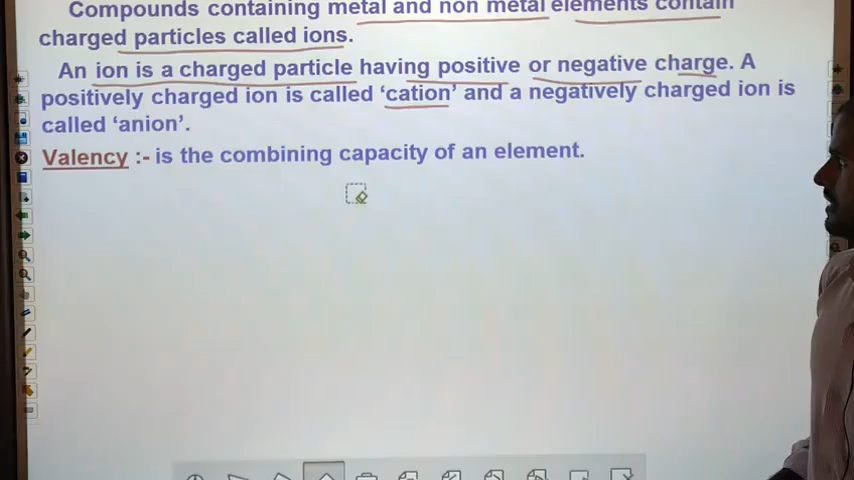 Compounds containing metal and non metal elements contain
charged particles called ions.
An ion is a charged particle having positive or negative charge. A
positively charged ion is called ‘cation’ and a negatively charged ion is
called ‘anion’.
Valency :- is the combining capacity of an element.